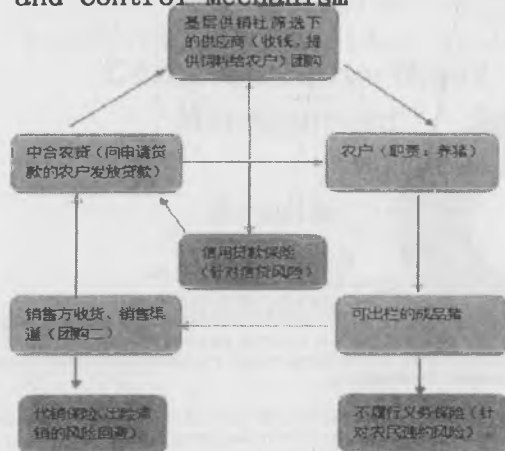 and Control Mechanism
基层供销社筛选下
的供应商（收钱，提
供饲料给农户）团购
中合农贷（向申请贷
款的农户发放贷款）
农户（职责：养猪）
信用贷款保险
（针对信贷风险）
销售方收货、销售渠
道（团购二）
可出栏的成品猪
代销保险
销的风险
不履行义务保险（针
对农民违约风险）